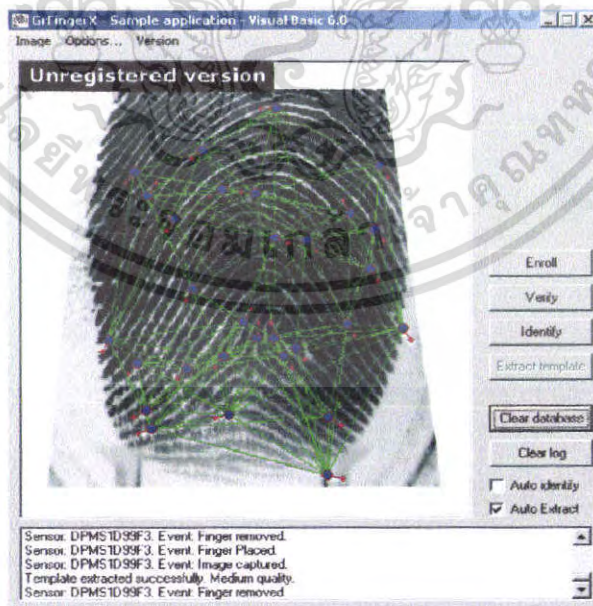 GrFinger X - Sample application - Visual Basic 6.0
Image Options... Version
Unregistered version
Enroll
Verify
Identify
Extract template
Clear database
Clear log
Auto identify
Auto Extract
Sensor: DPMS1D99F3. Event: Finger removed.
Sensor: DPMS1D99F3. Event: Finger Placed.
Sensor: DPMS1D99F3. Event: Image captured.
Template extracted successfully. Medium quality.
Sensor: DPMS1D99F3. Event: Finger removed